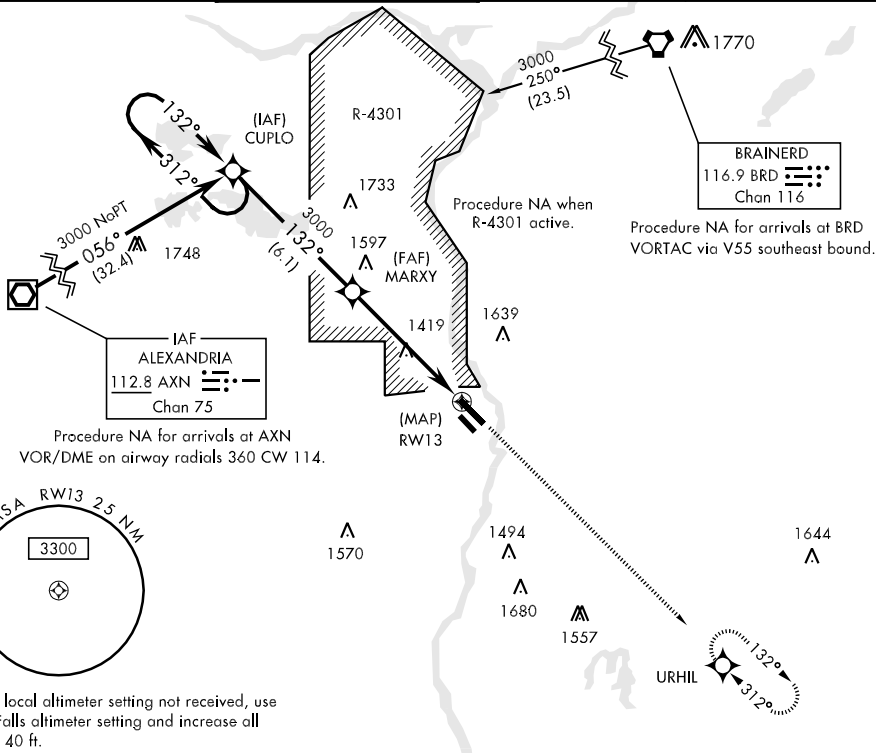 1770
3000
250°
(23.5)
BRAINERD
116.9 BRD
Chan 116
Procedure NA for arrivals at BRD
VORTAC via V55 southeast bound.
R-4301
(IAF)
CUPLO
132°
312°
1733
Procedure NA when
R-4301 active.
3000 NoPT
056°
(32.4)
1748
3000
132°
(6.1)
1597
(FAF)
MARXY
1419
1639
IAF
ALEXANDRIA
112.8 AXN
Chan 75
Procedure NA for arrivals at AXN
VOR/DME on airway radials 360 CW 114.
(MAP)
RW13
RW13 25 NM
3300
1570
1494
1680
1557
1644
URHIL
132°
312°
local altimeter setting not received, use
altimeter setting and increase all
40 ft.